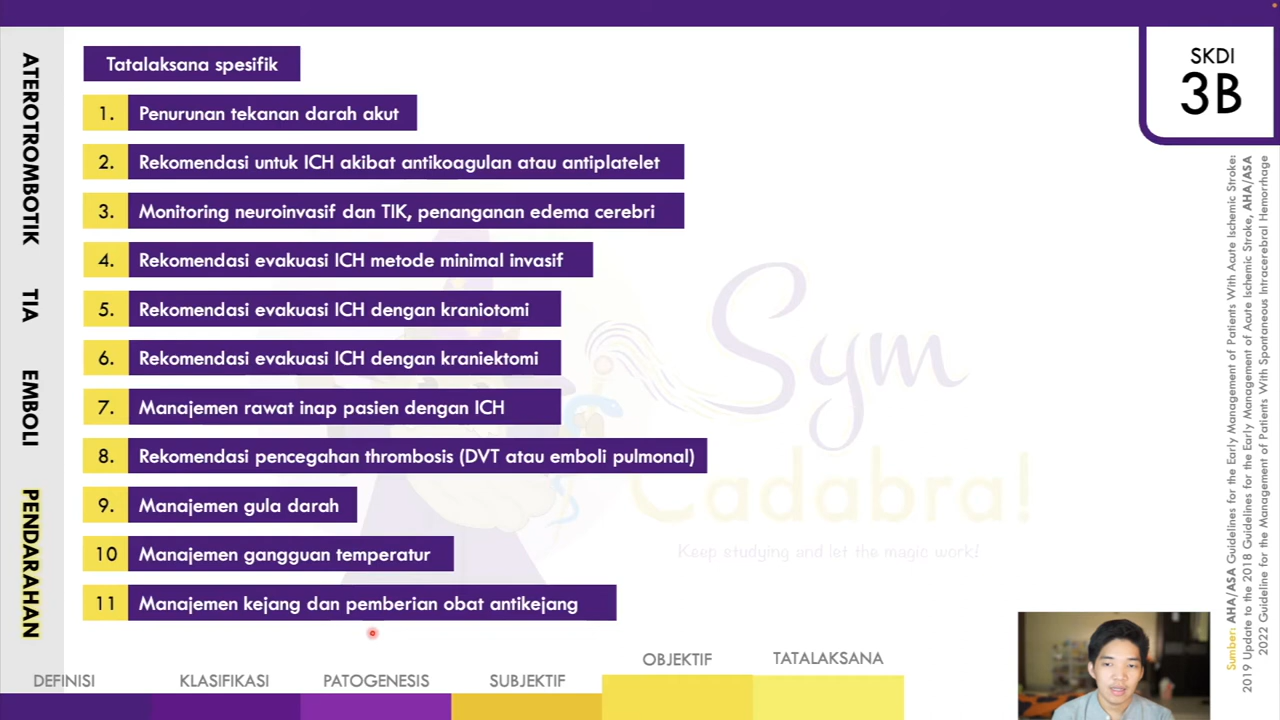 Tatalaksana spesifik
SKDI
3B
1. Penurunan tekanan darah akut
2. Rekomendasi untuk ICH akibat antikoagulan atau antiplatelet
3. Monitoring neuroinvasif dan TIK, penanganan edema cerebri
4. Rekomendasi evakuasi ICH metode minimal invasif
5. Rekomendasi evakuasi ICH dengan kraniotomi
6. Rekomendasi evakuasi ICH dengan kraniektomi
7. Manajemen rawat inap pasien dengan ICH
8. Rekomendasi pencegahan thrombosis (DVT atau emboli pulmonal)
9. Manajemen gula darah
10 Manajemen gangguan temperatur
11 Manajemen kejang dan pemberian obat antikejang
ATEROTROMBOTIK
TIA
EMBOLI
PENDARAHAN
Sym
Cadabra!
Keep studying and let the magic work!
Sumber: AHA/ASA Guidelines for the Early Management of Patients With Acute Ischemic Stroke:
2019 Update to the 2018 Guidelines for the Early Management of Acute Ischemic Stroke, AHA/ASA
2022 Guideline for the Management of Patients With Spontaneous Intracerebral Hemorrhage
DEFINISI
KLASIFIKASI
PATOGENESIS
SUBJEKTIF
OBJEKTIF
TATALAKSANA